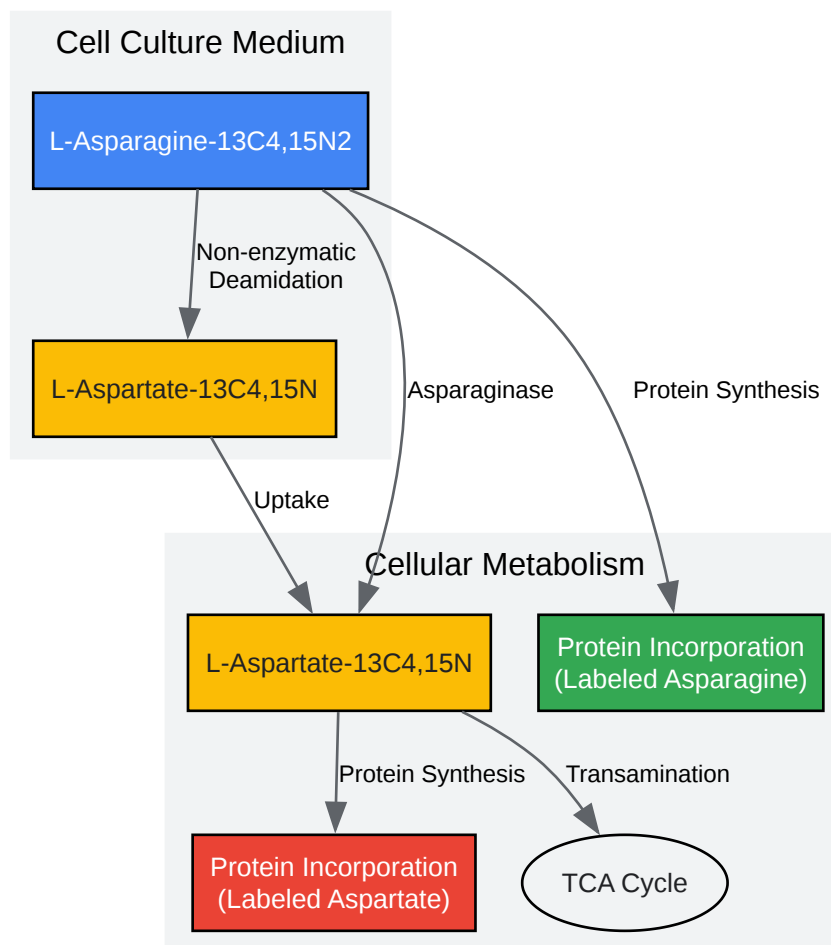 Cell Culture Medium
L-Asparagine-13C4,15N2
Non-enzymatic
Deamidation
L-Aspartate-13C4,15N
Asparaginase
Protein Synthesis
Uptake
Cellular Metabolism
L-Aspartate-13C4,15N
Protein Incorporation
(Labeled Asparagine)
Protein Synthesis
Transamination
Protein Incorporation
(Labeled Aspartate)
TCA Cycle